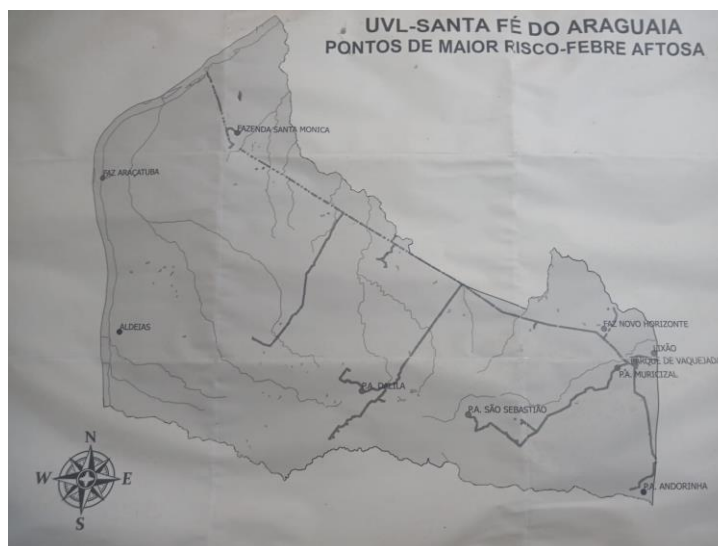 UVL-SANTA FÉ DO ARAGUAIA
PONTOS DE MAIOR RISCO-FEBRE AFTOSA
FAZENDA SANTA MONICA
FAZ ARAÇATUBA
ALDEIAS
FAZ NOVO HORIZONTE
LIXÃO
PARQUE DE VAQUEJADA
P.A. MURICIZAL
P.A. DALILA
P.A. SÃO SEBASTIÃO
P.A. ANDORINHA
N
W
E
S